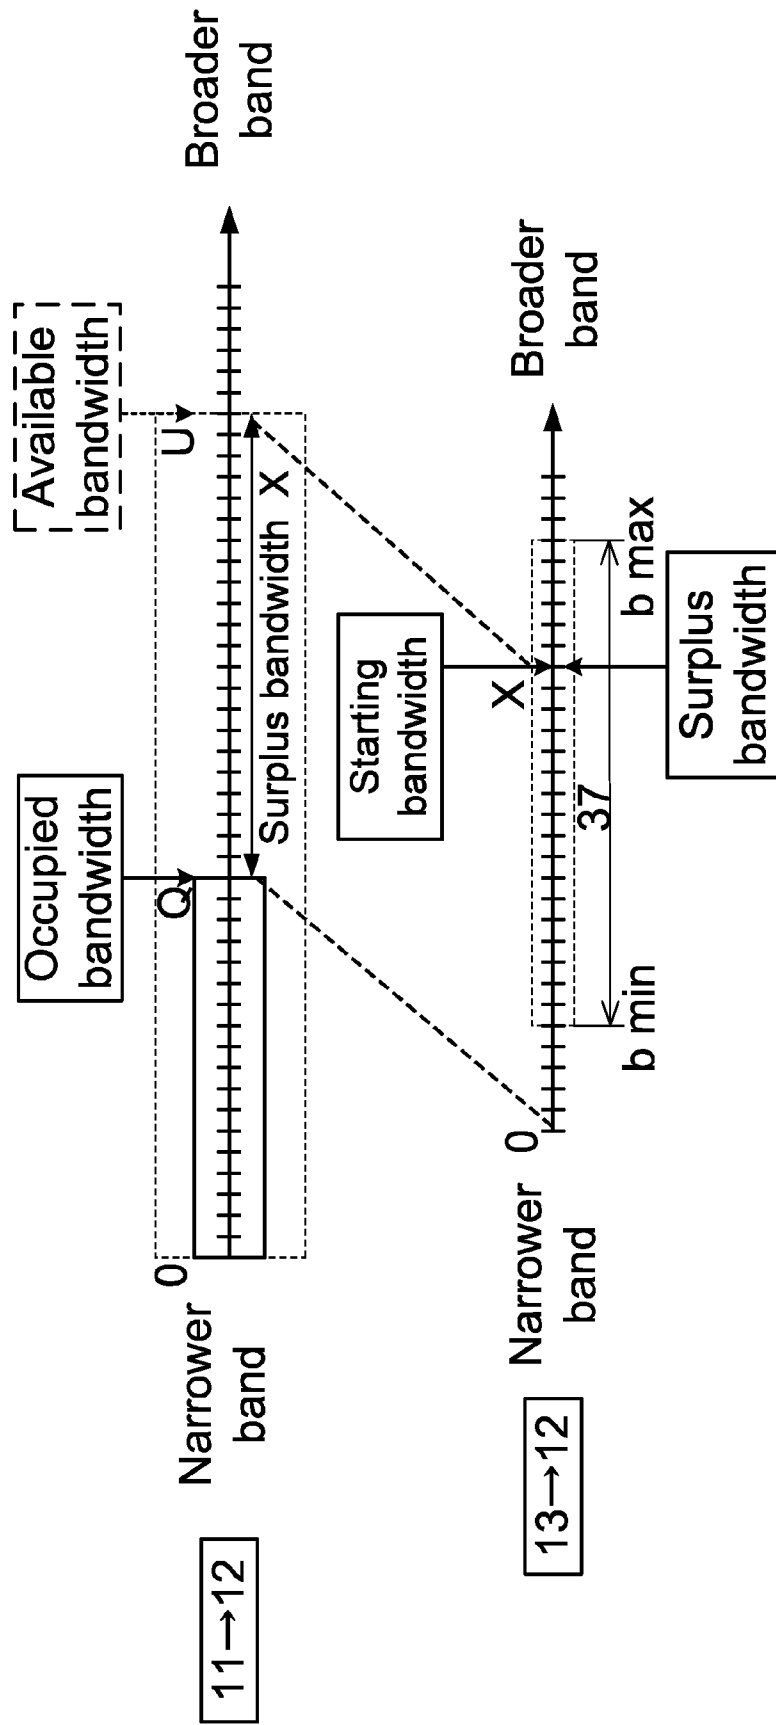 Available
bandwidth
Occupied
bandwidth
0
Q
U
Narrower
band
Broader
band
11→12
Surplus bandwidth X
Starting
bandwidth
0
X
Narrower
band
Broader
band
13→12
37
b min
b max
Surplus
bandwidth